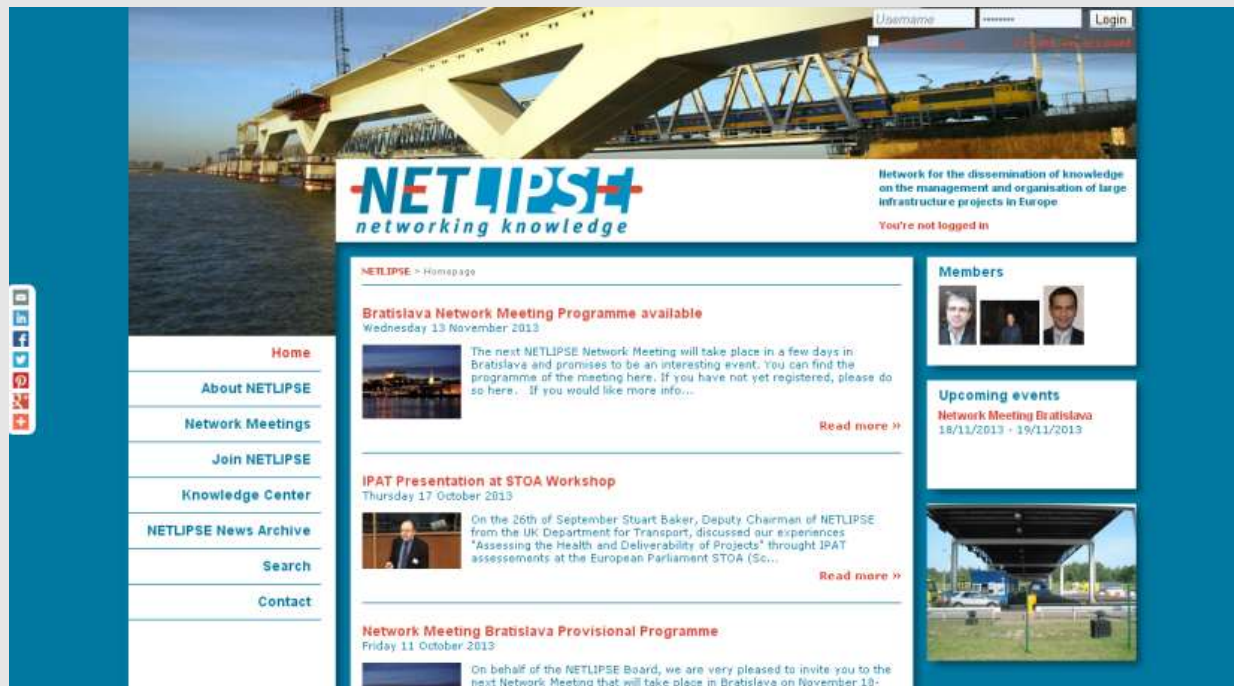 Username
••••••••
Login
NETLIPSE
networking knowledge
Network for the dissemination of knowledge
on the management and organisation of large
infrastructure projects in Europe
You're not logged in
Home
About NETLIPSE
Network Meetings
Join NETLIPSE
Knowledge Center
NETLIPSE News Archive
Search
Contact
NETLIPSE > Homepage
Bratislava Network Meeting Programme available
Wednesday 13 November 2013
The next NETLIPSE Network Meeting will take place in a few days in
Bratislava and promises to be an interesting event. You can find the
programme of the meeting here. If you have not yet registered, please do
so here. If you would like more info...
Read more »
IPAT Presentation at STOA Workshop
Thursday 17 October 2013
On the 26th of September Stuart Baker, Deputy Chairman of NETLIPSE
from the UK Department for Transport, discussed our experiences
"Assessing the Health and Deliverability of Projects" throught IPAT
assessements at the European Parliament STOA (Sc...
Read more »
Network Meeting Bratislava Provisional Programme
Friday 11 October 2013
On behalf of the NETLIPSE Board, we are very pleased to invite you to the
next Network Meeting that will take place in Bratislava on November 18-
Members
Upcoming events
Network Meeting Bratislava
18/11/2013 - 19/11/2013